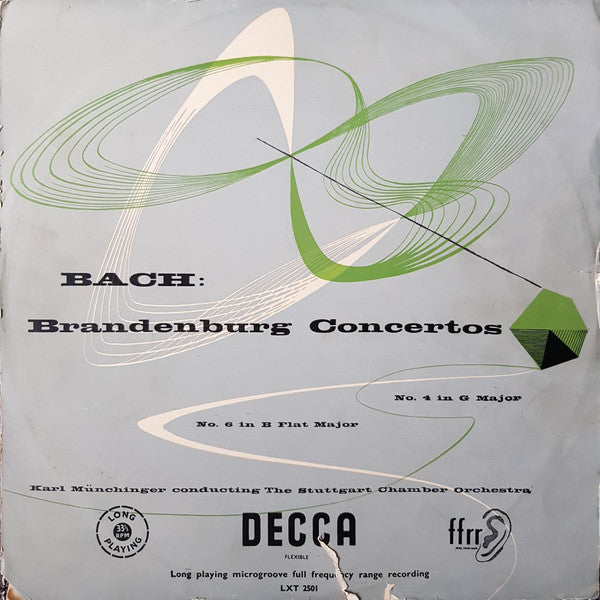 BACH:
Brandenburg Concertos
No. 4 in G Major
No. 6 in B Flat Major
Karl Münchinger conducting The Stuttgart Chamber Orchestra
LONG PLAYING
33⅓ RPM
DECCA
FLEXIBLE
ffrr
Long playing microgroove full frequency range recording
LXT 2501